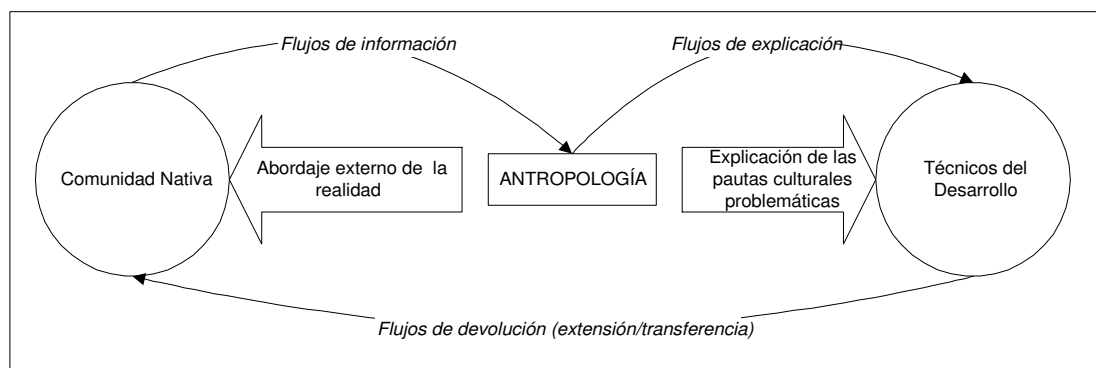 Flujos de información
Flujos de explicación
Comunidad Nativa
Abordaje externo de la
realidad
ANTROPOLOGÍA
Explicación de las
pautas culturales
problemáticas
Técnicos del
Desarrollo
Flujos de devolución (extensión/transferencia)